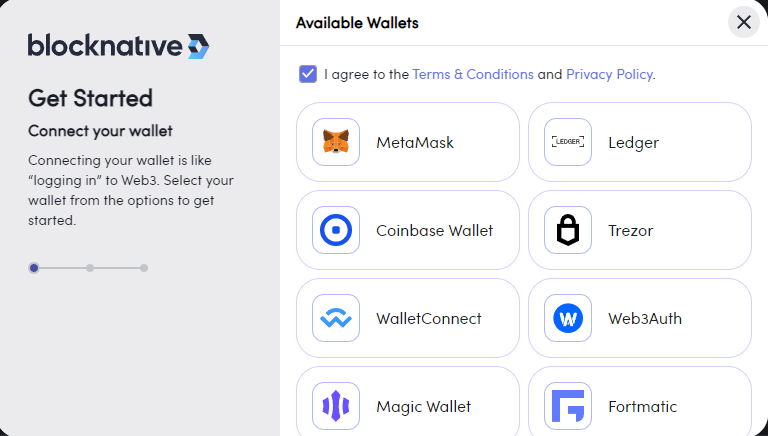 blocknative
Get Started
Connect your wallet
Connecting your wallet is like
“logging in” to Web3. Select your
wallet from the options to get
started.
Available Wallets
I agree to the Terms & Conditions and Privacy Policy.
MetaMask
LEDGER
Ledger
Coinbase Wallet
Trezor
WalletConnect
Web3Auth
Magic Wallet
Fortmatic